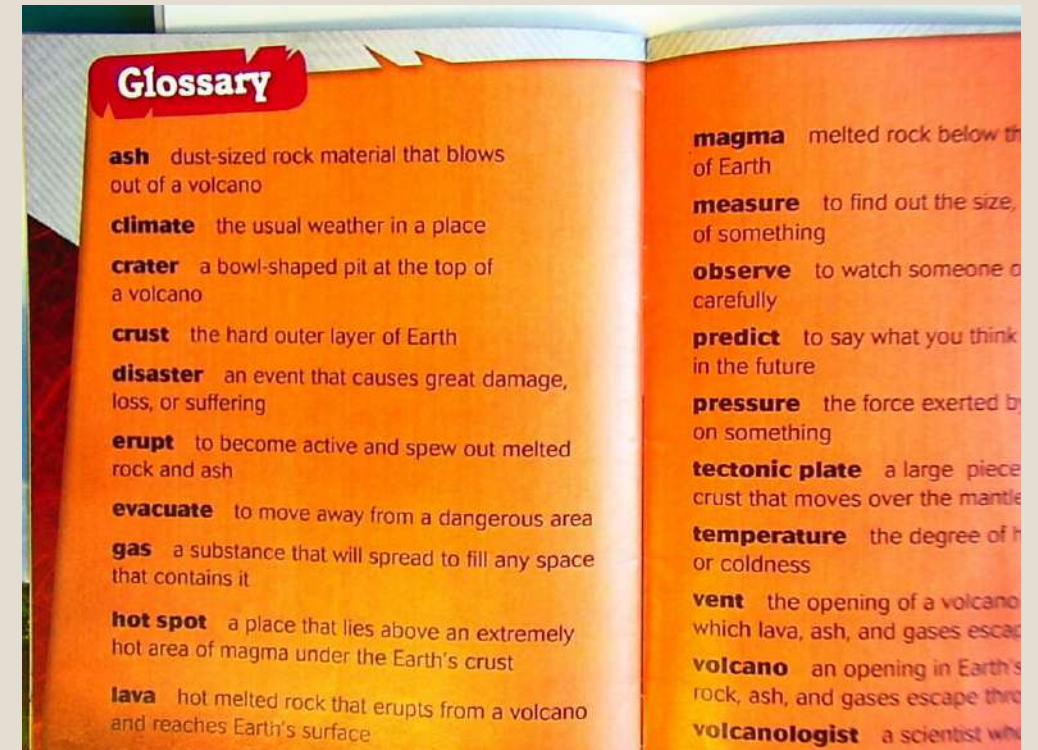 Glossary
ash dust-sized rock material that blows
out of a volcano
climate the usual weather in a place
crater a bowl-shaped pit at the top of
a volcano
crust the hard outer layer of Earth
disaster an event that causes great damage,
loss, or suffering
erupt to become active and spew out melted
rock and ash
evacuate to move away from a dangerous area
gas a substance that will spread to fill any space
that contains it
hot spot a place that lies above an extremely
hot area of magma under the Earth's crust
lava hot melted rock that erupts from a volcano
and reaches Earth's surface
magma melted rock below
of Earth
measure to find out the size,
of something
observe to watch someone
carefully
predict to say what you think
in the future
pressure the force exerted
on something
tectonic plate a large piece
crust that moves over the mantle
temperature the degree of
or coldness
vent the opening of a volcano
which lava, ash, and gases
volcano an opening in Earth's
rock, ash, and gases escape
volcanologist a scientist